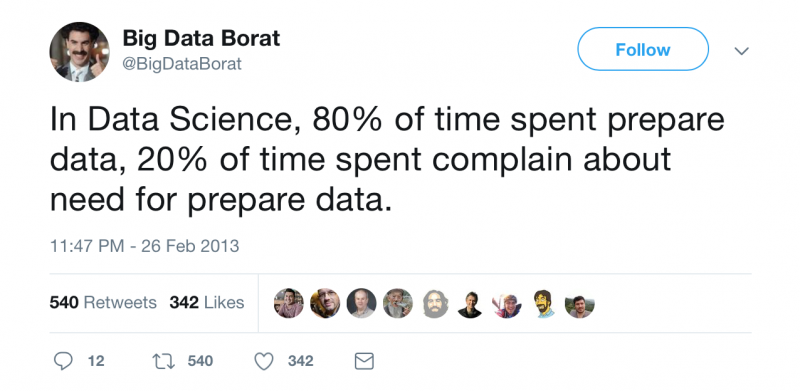 Big Data Borat
@BigDataBorat
Follow
In Data Science, 80% of time spent prepare
data, 20% of time spent complain about
need for prepare data.
11:47 PM - 26 Feb 2013
540 Retweets 342 Likes
12 540 342